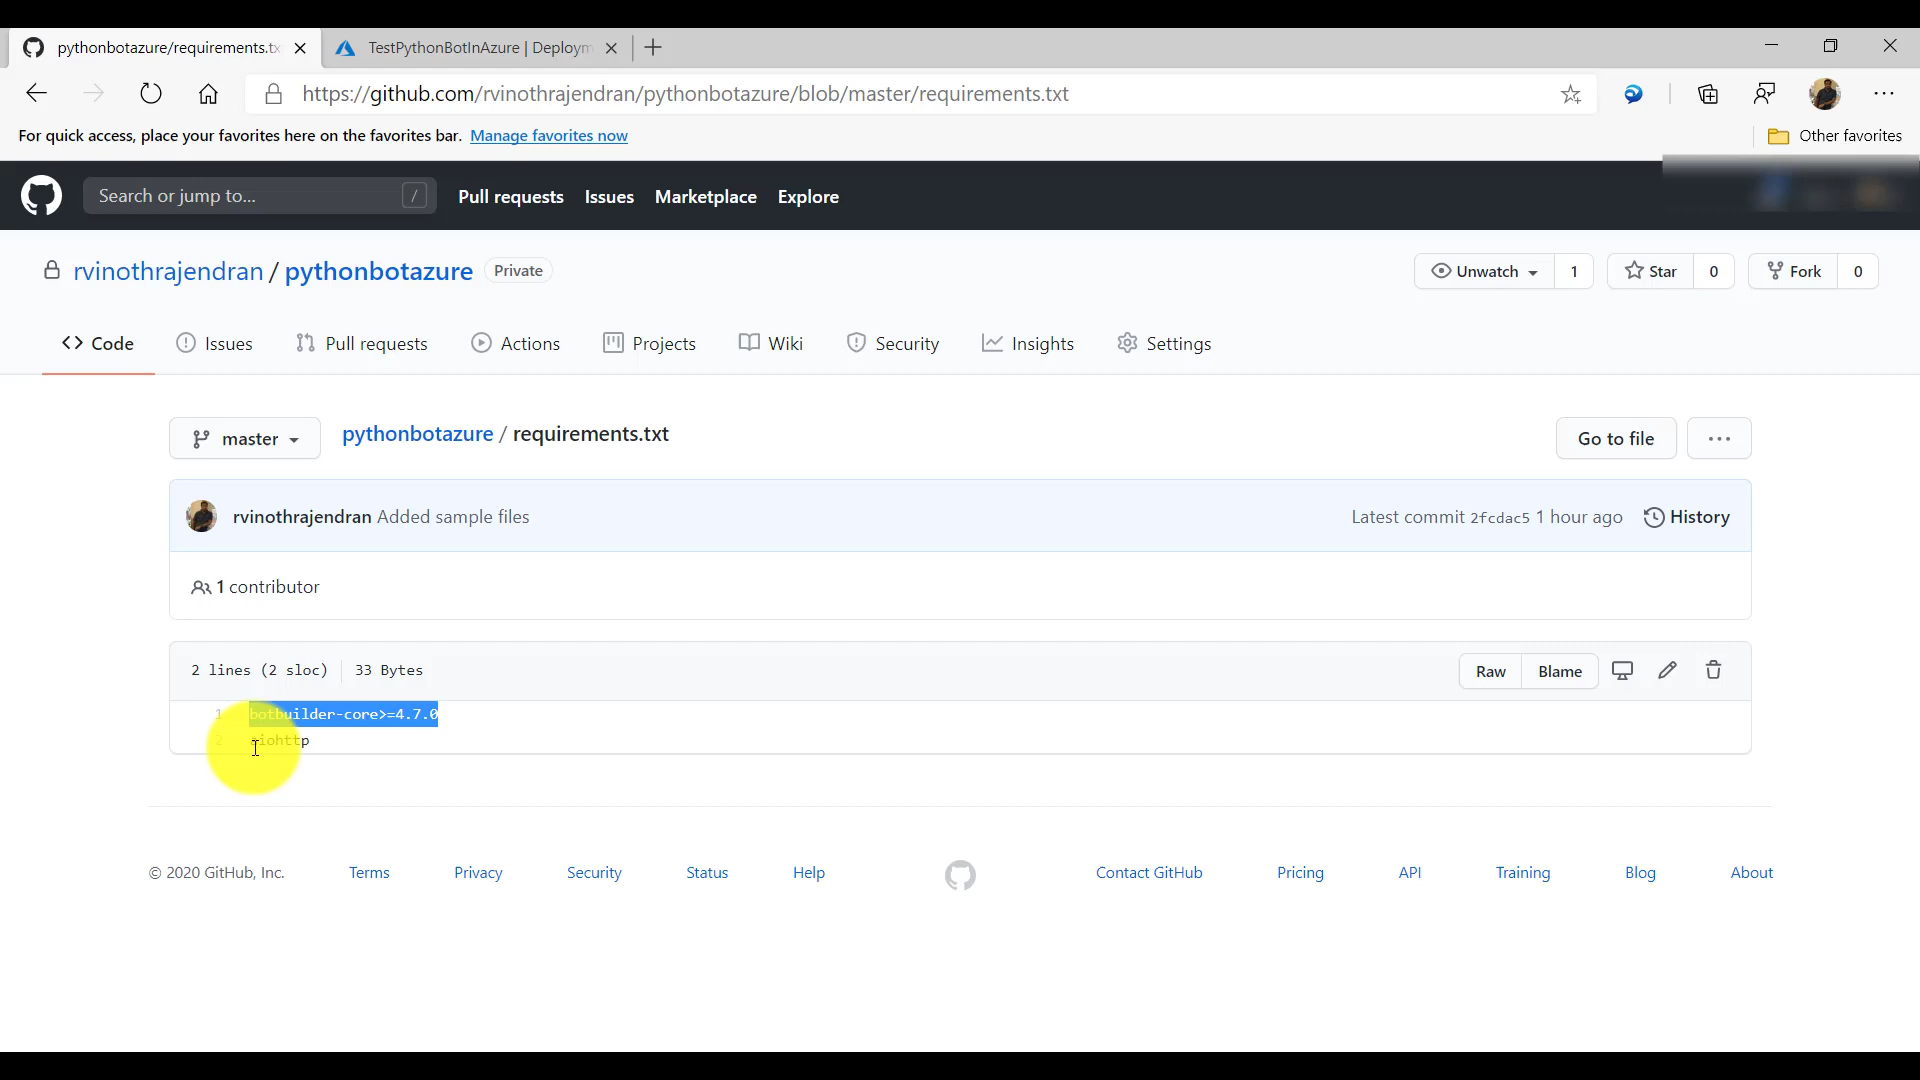 pythonbotazure/requirements.tx
TestPythonBotInAzure | Deploym
https://github.com/rvinothrajendran/pythonbotazure/blob/master/requirements.txt
For quick access, place your favorites here on the favorites bar. Manage favorites now
Other favorites
Search or jump to... /
Pull requests Issues Marketplace Explore
rvinothrajendran / pythonbotazure Private
Unwatch 1 Star 0 Fork 0
Code Issues Pull requests Actions Projects Wiki Security Insights Settings
master pythonbotazure / requirements.txt
Go to file
rvinothrajendran Added sample files
Latest commit 2fcdac5 1 hour ago History
1 contributor
2 lines (2 sloc) 33 Bytes
Raw Blame
1 botbuilder-core>=4.7.0
2 aiohttp
© 2020 GitHub, Inc. Terms Privacy Security Status Help Contact GitHub Pricing API Training Blog About